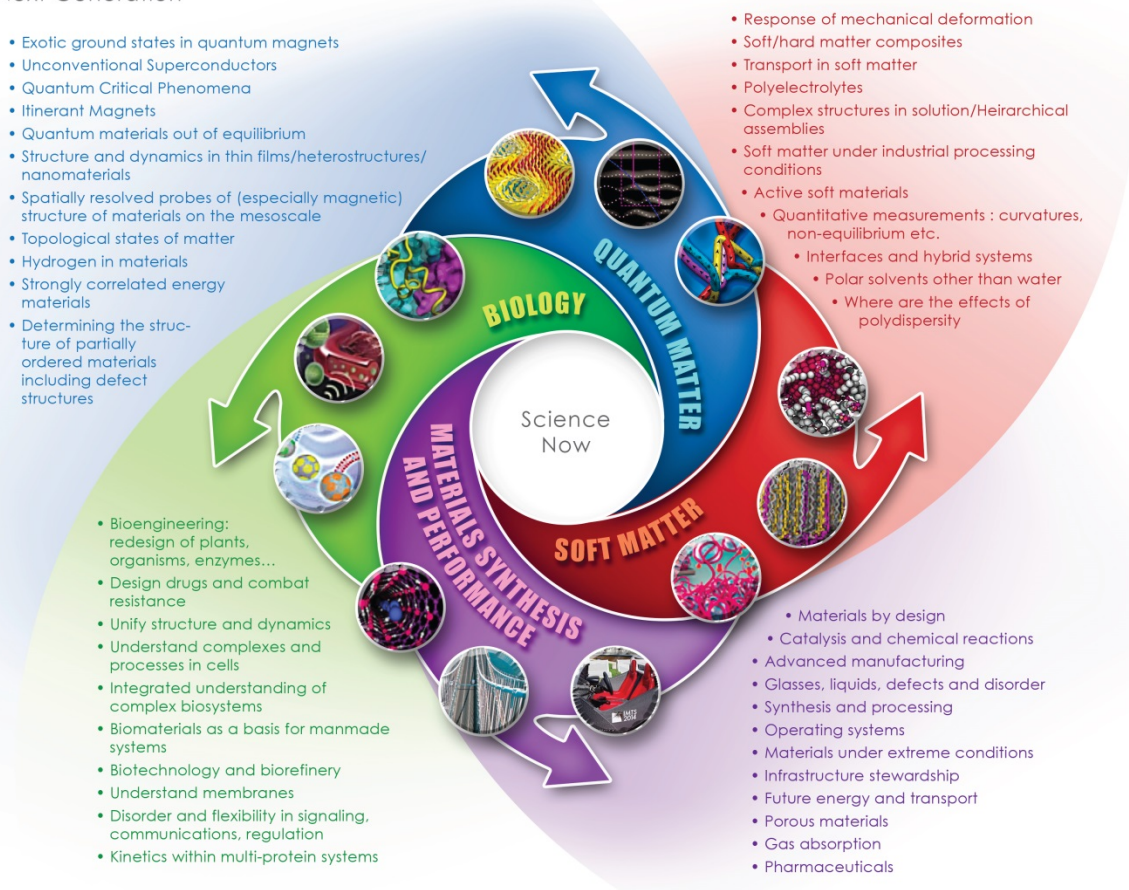 Generation
• Exotic ground states in quantum magnets
• Unconventional Superconductors
• Quantum Critical Phenomena
• Itinerant Magnets
• Quantum materials out of equilibrium
• Structure and dynamics in thin films/heterostructures/
nanomaterials
• Spatially resolved probes of (especially magnetic)
structure of materials on the mesoscale
• Topological states of matter
• Hydrogen in materials
• Strongly correlated energy
materials
• Determining the struc-
ture of partially
ordered materials
including defect
structures
• Response of mechanical deformation
• Soft/hard matter composites
• Transport in soft matter
• Polyelectrolytes
• Complex structures in solution/Heirarchical
assemblies
• Soft matter under industrial processing
conditions
• Active soft materials
• Quantitative measurements : curvatures,
non-equilibrium etc.
• Interfaces and hybrid systems
• Polar solvents other than water
• Where are the effects of
polydispersity
QUANTUM MATTER
BIOLOGY
Science
Now
MATERIALS SYNTHESIS
AND PERFORMANCE
SOFT MATTER
IMTS
2014
• Bioengineering:
redesign of plants,
organisms, enzymes...
• Design drugs and combat
resistance
• Unify structure and dynamics
• Understand complexes and
processes in cells
• Integrated understanding of
complex biosystems
• Biomaterials as a basis for manmade
systems
• Biotechnology and biorefinery
• Understand membranes
• Disorder and flexibility in signaling,
communications, regulation
• Kinetics within multi-protein systems
• Materials by design
• Catalysis and chemical reactions
• Advanced manufacturing
• Glasses, liquids, defects and disorder
• Synthesis and processing
• Operating systems
• Materials under extreme conditions
• Infrastructure stewardship
• Future energy and transport
• Porous materials
• Gas absorption
• Pharmaceuticals